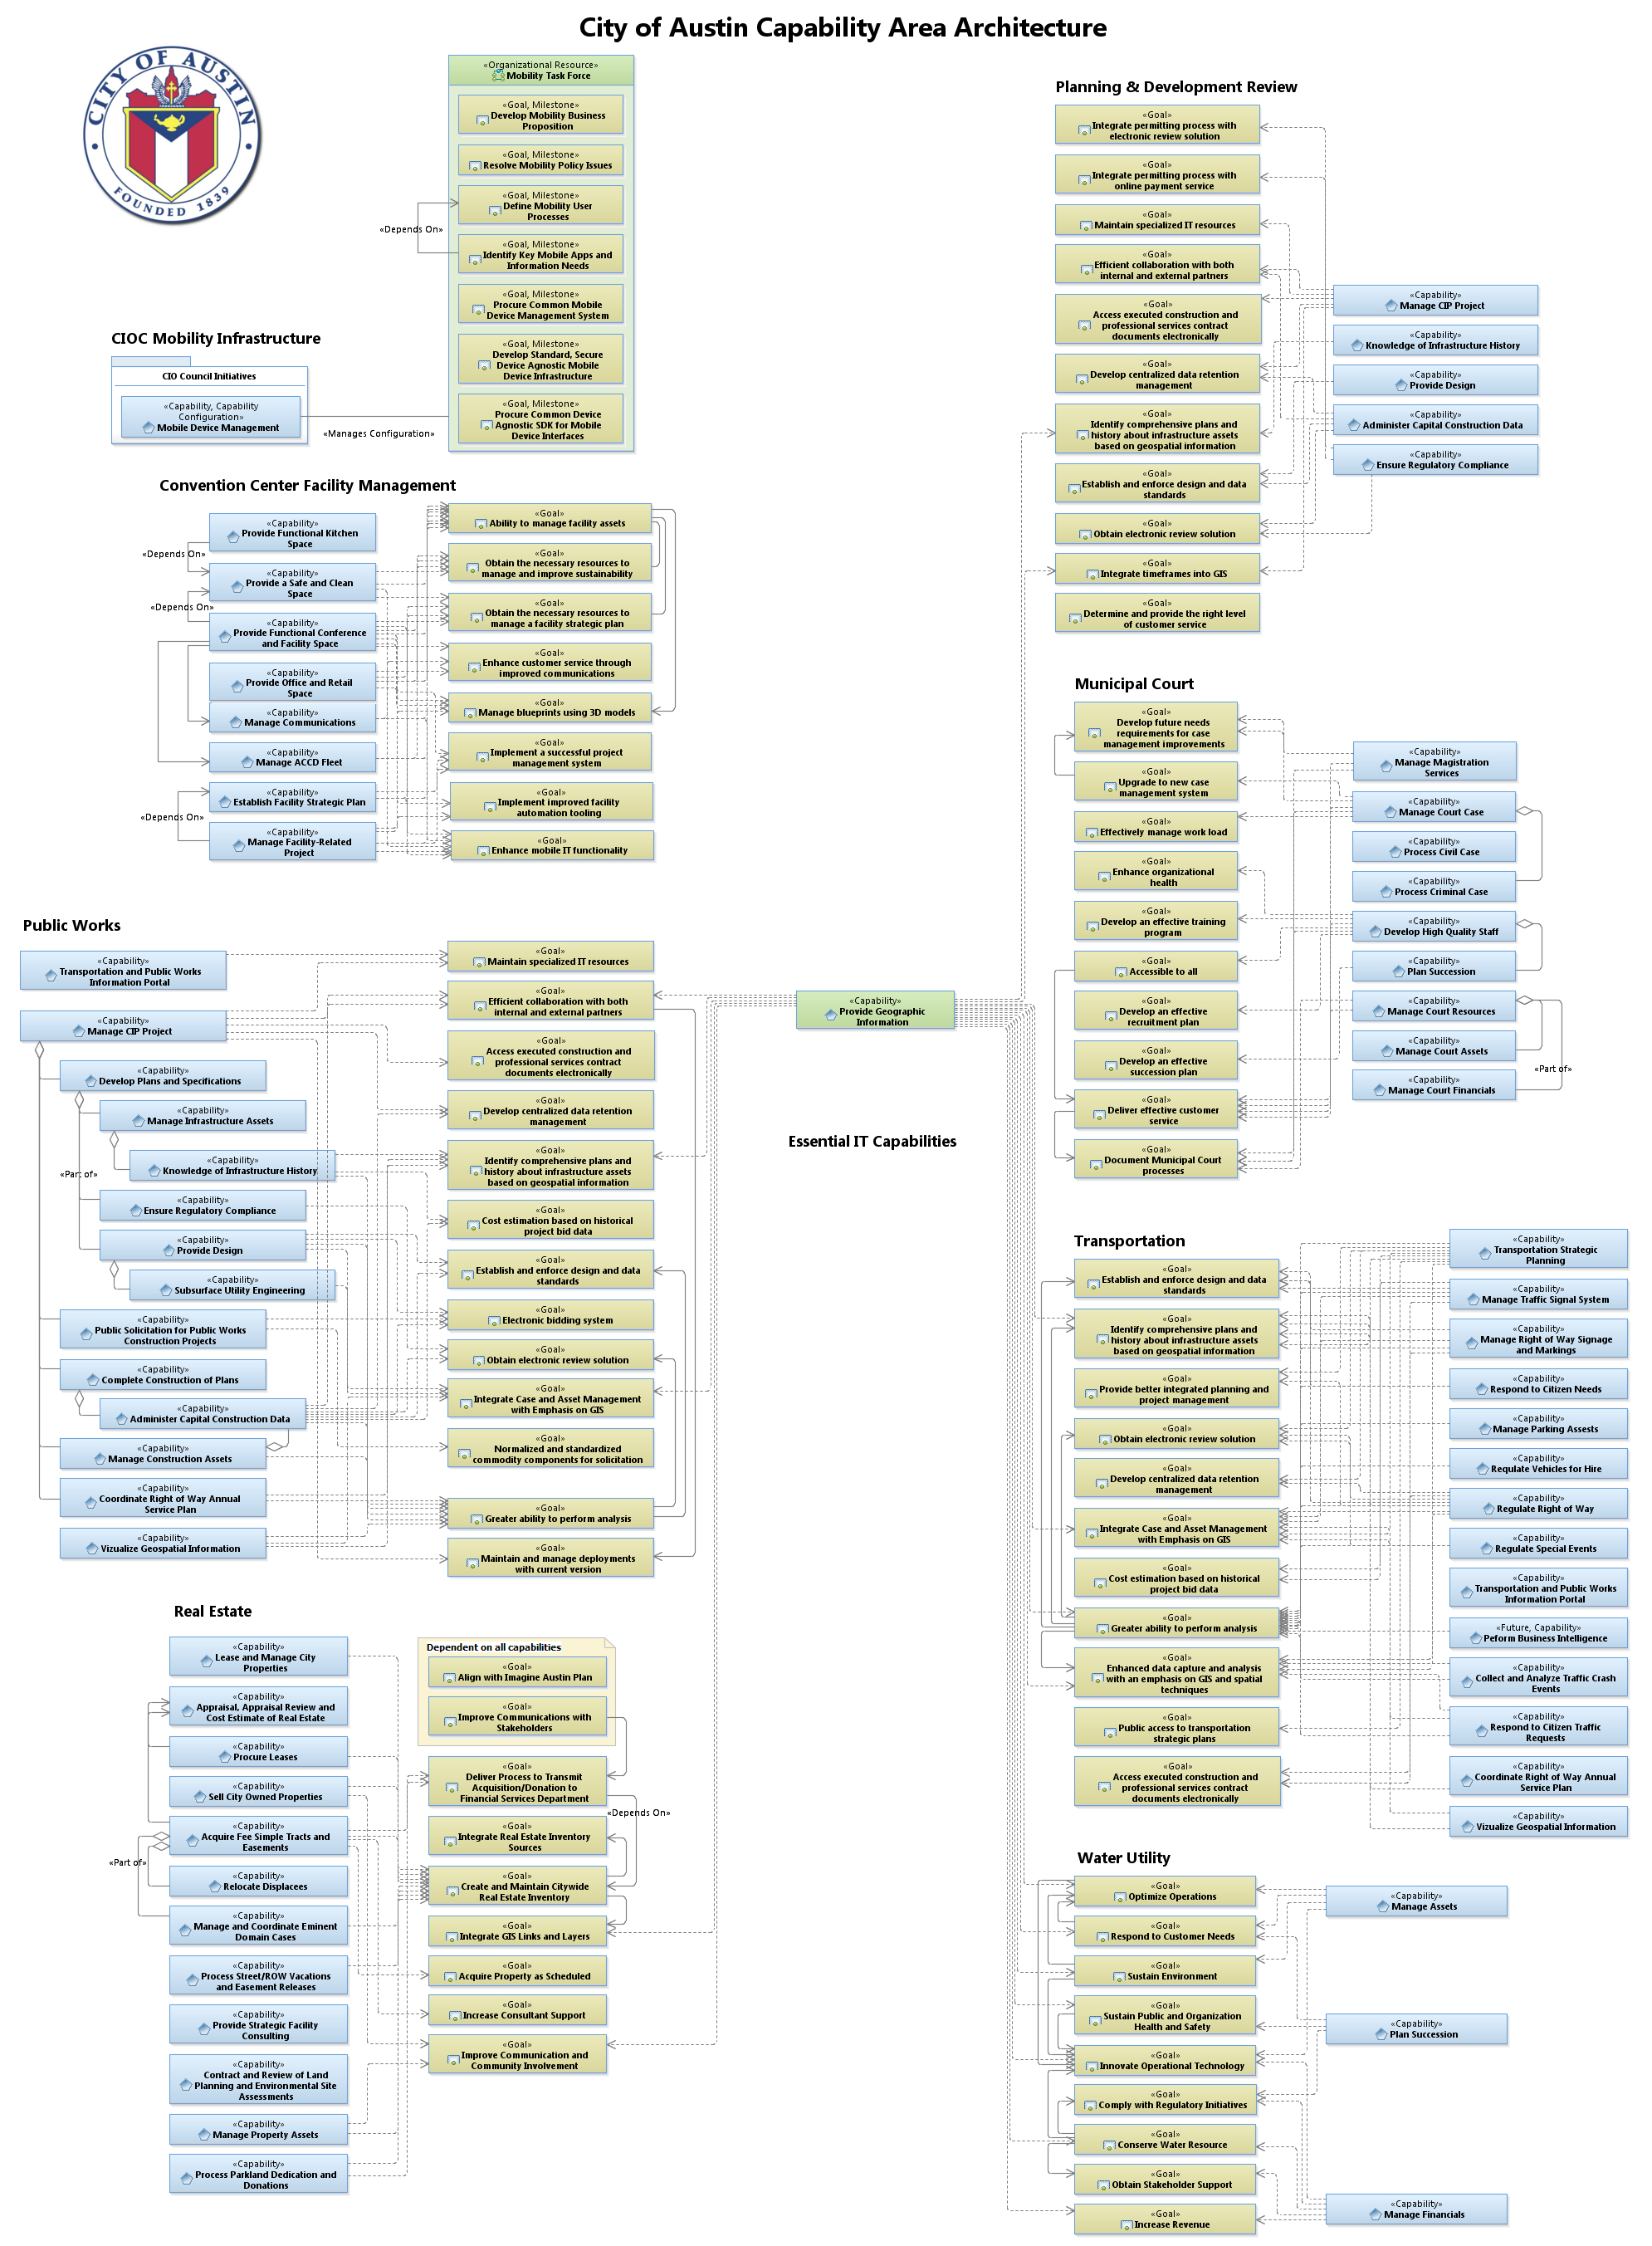 City of Austin Capability Area Architecture
CITY OF AUSTIN
FOUNDED 1839
«Organizational Resource»
Mobility Task Force
«Goal, Milestone»
Develop Mobility Business
Proposition
«Goal, Milestone»
Resolve Mobility Policy Issues
«Goal, Milestone»
Define Mobility User
Processes
«Depends On»
«Goal, Milestone»
Identify Key Mobile Apps and
Information Needs
«Goal, Milestone»
Procure Common Mobile
Device Management System
«Goal, Milestone»
Develop Standard, Secure
Device Agnostic Mobile
Device Infrastructure
«Goal, Milestone»
Procure Common Device
Agnostic SDK for Mobile
Device Interfaces
CIOC Mobility Infrastructure
CIO Council Initiatives
«Capability, Capability
Configuration»
Mobile Device Management
«Manages Configuration»
Convention Center Facility Management
«Capability»
Provide Functional Kitchen
Space
«Depends On»
«Capability»
Provide a Safe and Clean
Space
«Depends On»
«Capability»
Provide Functional Conference
and Facility Space
«Capability»
Provide Office and Retail
Space
«Capability»
Manage Communications
«Capability»
Manage ACCD Fleet
«Capability»
Establish Facility Strategic Plan
«Depends On»
«Capability»
Manage Facility-Related
Project
«Goal»
Ability to manage facility assets
«Goal»
Obtain the necessary resources to
manage and improve sustainability
«Goal»
Obtain the necessary resources to
manage a facility strategic plan
«Goal»
Enhance customer service through
improved communications
«Goal»
Manage blueprints using 3D models
«Goal»
Implement a successful project
management system
«Goal»
Implement improved facility
automation tooling
«Goal»
Enhance mobile IT functionality
Public Works
«Capability»
Transportation and Public Works
Information Portal
«Capability»
Manage CIP Project
«Capability»
Develop Plans and Specifications
«Capability»
Manage Infrastructure Assets
«Capability»
Knowledge of Infrastructure History
«Part of»
«Capability»
Ensure Regulatory Compliance
«Capability»
Provide Design
«Capability»
Subsurface Utility Engineering
«Capability»
Public Solicitation for Public Works
Construction Projects
«Capability»
Complete Construction of Plans
«Capability»
Administer Capital Construction Data
«Capability»
Manage Construction Assets
«Capability»
Coordinate Right of Way Annual
Service Plan
«Capability»
Vizualize Geospatial Information
«Goal»
Maintain specialized IT resources
«Goal»
Efficient collaboration with both
internal and external partners
«Goal»
Access executed construction and
professional services contract
documents electronically
«Goal»
Develop centralized data retention
management
«Goal»
Identify comprehensive plans and
history about infrastructure assets
based on geospatial information
«Goal»
Cost estimation based on historical
project bid data
«Goal»
Establish and enforce design and data
standards
«Goal»
Electronic bidding system
«Goal»
Obtain electronic review solution
«Goal»
Integrate Case and Asset Management
with Emphasis on GIS
«Goal»
Normalized and standardized
commodity components for solicitation
«Goal»
Greater ability to perform analysis
«Goal»
Maintain and manage deployments
with current version
Real Estate
«Capability»
Lease and Manage City
Properties
«Capability»
Appraisal, Appraisal Review and
Cost Estimate of Real Estate
«Capability»
Procure Leases
«Capability»
Sell City Owned Properties
«Capability»
Acquire Fee Simple Tracts and
Easements
«Part of»
«Capability»
Relocate Displacees
«Capability»
Manage and Coordinate Eminent
Domain Cases
«Capability»
Process Street/ROW Vacations
and Easement Releases
«Capability»
Provide Strategic Facility
Consulting
«Capability»
Contract and Review of Land
Planning and Environmental Site
Assessments
«Capability»
Manage Property Assets
«Capability»
Process Parkland Dedication and
Donations
Dependent on all capabilities
«Goal»
Align with Imagine Austin Plan
«Goal»
Improve Communications with
Stakeholders
«Goal»
Deliver Process to Transmit
Acquisition/Donation to
Financial Services Department
«Depends On»
«Goal»
Integrate Real Estate Inventory
Sources
«Goal»
Create and Maintain Citywide
Real Estate Inventory
«Goal»
Integrate GIS Links and Layers
«Goal»
Acquire Property as Scheduled
«Goal»
Increase Consultant Support
«Goal»
Improve Communication and
Community Involvement
«Capability»
Provide Geographic
Information
Essential IT Capabilities
Planning & Development Review
«Goal»
Integrate permitting process with
electronic review solution
«Goal»
Integrate permitting process with
online payment service
«Goal»
Maintain specialized IT resources
«Goal»
Efficient collaboration with both
internal and external partners
«Goal»
Access executed construction and
professional services contract
documents electronically
«Goal»
Develop centralized data retention
management
«Goal»
Identify comprehensive plans and
history about infrastructure assets
based on geospatial information
«Goal»
Establish and enforce design and data
standards
«Goal»
Obtain electronic review solution
«Goal»
Integrate timeframes into GIS
«Goal»
Determine and provide the right level
of customer service
«Capability»
Manage CIP Project
«Capability»
Knowledge of Infrastructure History
«Capability»
Provide Design
«Capability»
Administer Capital Construction Data
«Capability»
Ensure Regulatory Compliance
Municipal Court
«Goal»
Develop future needs
requirements for case
management improvements
«Goal»
Upgrade to new case
management system
«Goal»
Effectively manage work load
«Goal»
Enhance organizational
health
«Goal»
Develop an effective training
program
«Goal»
Accessible to all
«Goal»
Develop an effective
recruitment plan
«Goal»
Develop an effective
succession plan
«Goal»
Deliver effective customer
service
«Goal»
Document Municipal Court
processes
«Capability»
Manage Magistration
Services
«Capability»
Manage Court Case
«Capability»
Process Civil Case
«Capability»
Process Criminal Case
«Capability»
Develop High Quality Staff
«Capability»
Plan Succession
«Capability»
Manage Court Resources
«Capability»
Manage Court Assets
«Part of»
«Capability»
Manage Court Financials
Transportation
«Goal»
Establish and enforce design and data
standards
«Goal»
Identify comprehensive plans and
history about infrastructure assets
based on geospatial information
«Goal»
Provide better integrated planning and
project management
«Goal»
Obtain electronic review solution
«Goal»
Develop centralized data retention
management
«Goal»
Integrate Case and Asset Management
with Emphasis on GIS
«Goal»
Cost estimation based on historical
project bid data
«Goal»
Greater ability to perform analysis
«Goal»
Enhanced data capture and analysis
with an emphasis on GIS and spatial
techniques
«Goal»
Public access to transportation
strategic plans
«Goal»
Access executed construction and
professional services contract
documents electronically
«Capability»
Transportation Strategic
Planning
«Capability»
Manage Traffic Signal System
«Capability»
Manage Right of Way Signage
and Markings
«Capability»
Respond to Citizen Needs
«Capability»
Manage Parking Assests
«Capability»
Requlate Vehicles for Hire
«Capability»
Regulate Right of Way
«Capability»
Regulate Special Events
«Capability»
Transportation and Public Works
Information Portal
«Future, Capability»
Peform Business Intelligence
«Capability»
Collect and Analyze Traffic Crash
Events
«Capability»
Respond to Citizen Traffic
Requests
«Capability»
Coordinate Right of Way Annual
Service Plan
«Capability»
Vizualize Geospatial Information
Water Utility
«Goal»
Optimize Operations
«Goal»
Respond to Customer Needs
«Goal»
Sustain Environment
«Goal»
Sustain Public and Organization
Health and Safety
«Goal»
Innovate Operational Technology
«Goal»
Comply with Regulatory Initiatives
«Goal»
Conserve Water Resource
«Goal»
Obtain Stakeholder Support
«Goal»
Increase Revenue
«Capability»
Manage Assets
«Capability»
Plan Succession
«Capability»
Manage Financials